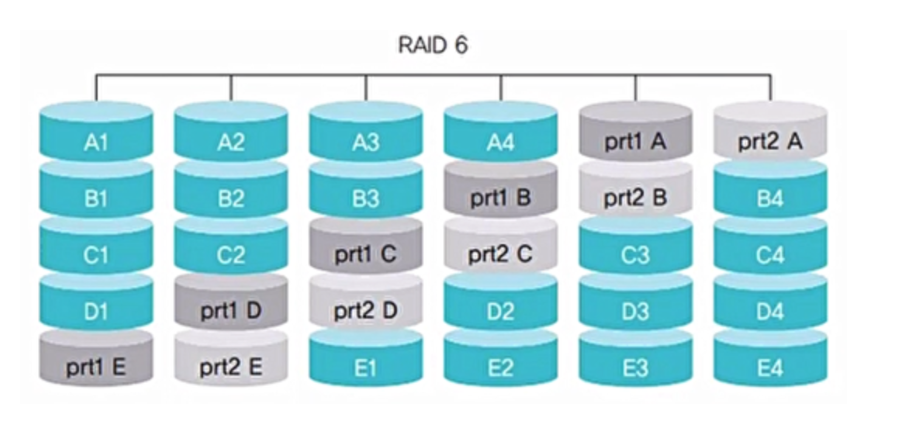 RAID 6
A1 A2 A3 A4 prt1 A prt2 A
B1 B2 B3 prt1 B prt2 B B4
C1 C2 prt1 C prt2 C C3 C4
D1 prt1 D prt2 D D2 D3 D4
prt1 E prt2 E E1 E2 E3 E4